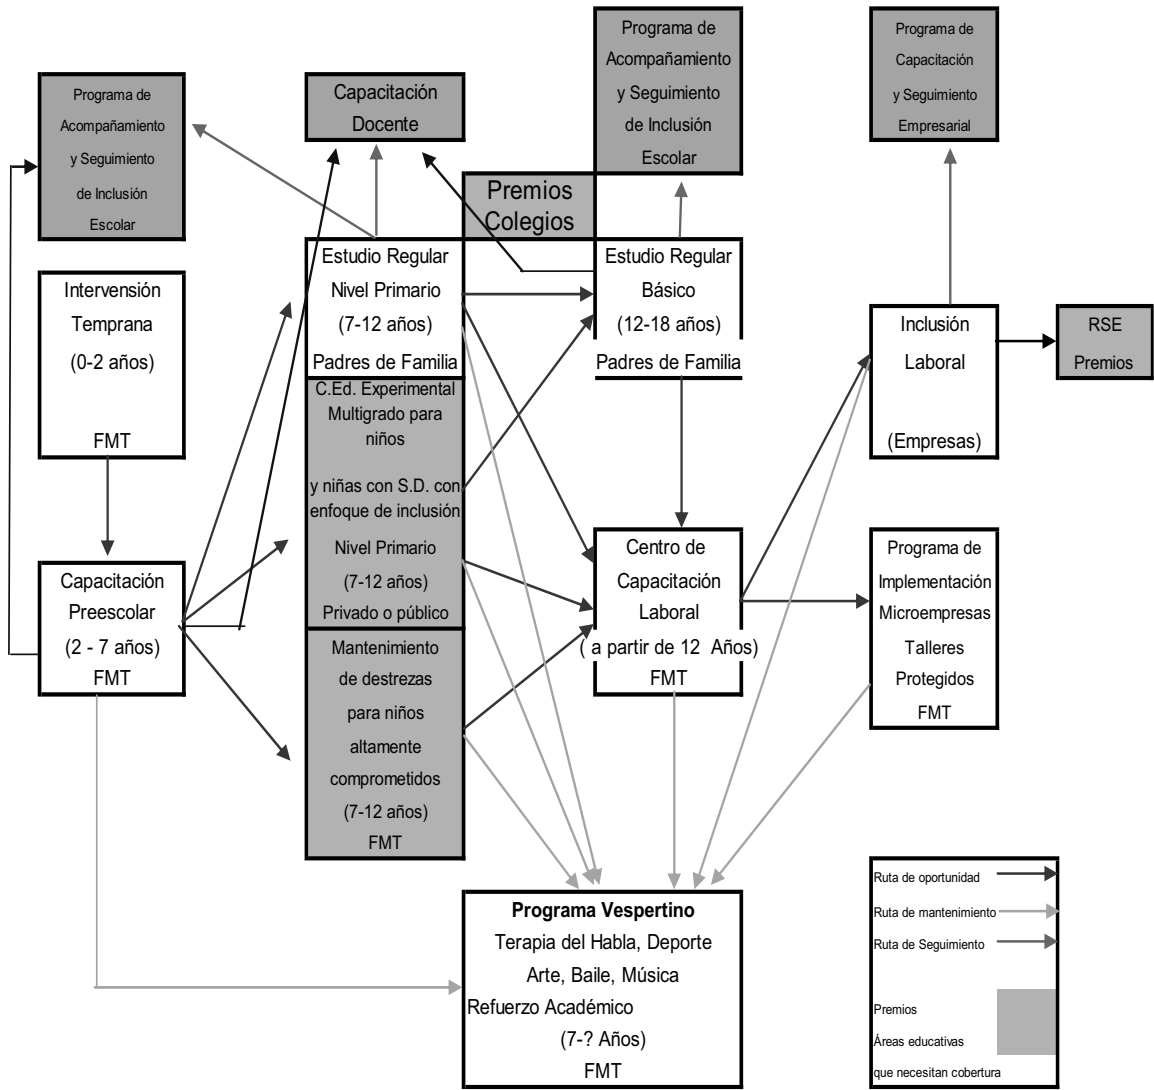 Programa de
Acompañamiento
y Seguimiento
de Inclusión
Escolar
Capacitación
Docente
Programa de
Acompañamiento
y Seguimiento
de Inclusión
Escolar
Programa de
Capacitación
y Seguimiento
Empresarial
Premios
Colegios
Intervención
Temprana
(0-2 años)
FMT
Estudio Regular
Nivel Primario
(7-12 años)
Padres de Familia
Estudio Regular
Básico
(12-18 años)
Padres de Familia
Inclusión
Laboral
(Empresas)
RSE
Premios
C.Ed. Experimental
Multigrado para
niños
y niñas con S.D. con
enfoque de inclusión
Nivel Primario
(7-12 años)
Privado o público
Capacitación
Preescolar
(2 - 7 años)
FMT
Centro de
Capacitación
Laboral
( a partir de 12 Años)
FMT
Programa de
Implementación
Microempresas
Talleres
Protegidos
FMT
Mantenimiento
de destrezas
para niños
altamente
comprometidos
(7-12 años)
FMT
Programa Vespertino
Terapia del Habla, Deporte
Arte, Baile, Música
Refuerzo Académico
(7-? Años)
FMT
Ruta de oportunidad
Ruta de mantenimiento
Ruta de Seguimiento
Premios
Áreas educativas
que necesitan cobertura